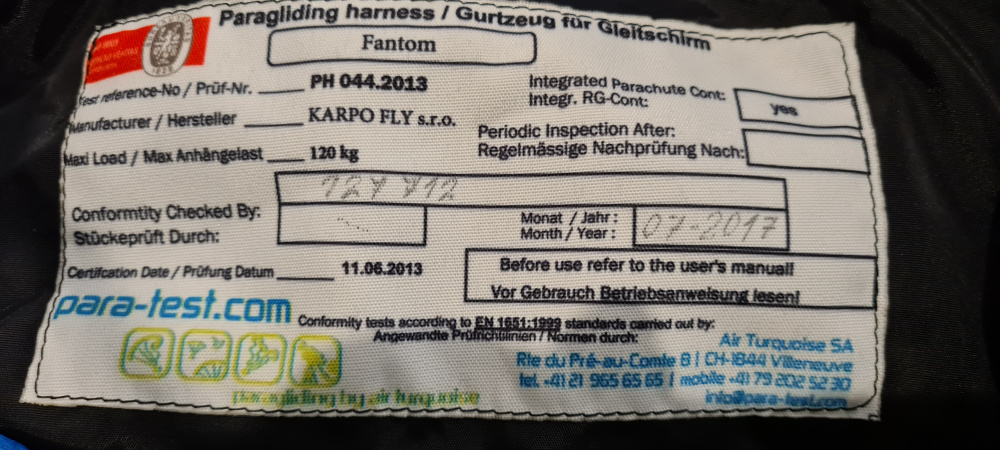 Paragliding harness / Gurtzeug für Gleitschirm
Fantom
Test reference-No / Prüf-Nr. PH 044.2013
Integrated Parachute Cont: yes
Integr. RG-Cont:
Manufacturer / Hersteller KARPO FLY s.r.o.
Periodic Inspection After:
Regelmässige Nachprüfung Nach:
Maxi Load / Max Anhängelast 120 kg
Conformtity Checked By:
Stückeprüft Durch:
Monat / Jahr :
Month / Year :
07-2017
Certifcation Date / Prüfung Datum 11.06.2013
Before use refer to the user's manual!
Vor Gebrauch Betriebsanweisung lesen!
para-test.com
Conformity tests according to EN 1651:1999 standards carried out by:
Angewandte Prüfrichtlinien / Normen durch:
Air Turquoise SA
Rte du Pré-au-Comte 8 | CH-1844 Villeneuve
tel. +41 21 965 65 65 | mobile +41 79 202 52 30
info@para-test.com
paragliding by air turquoise